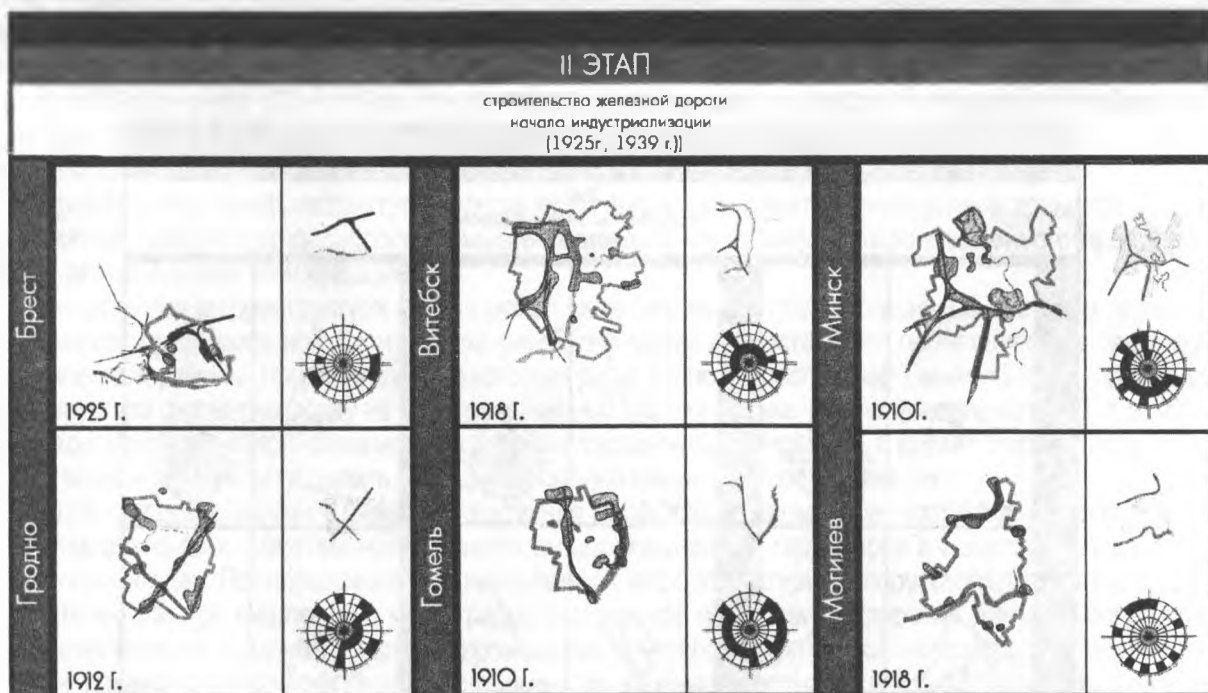 II ЭТАП
строительство железной дороги
начала индустриализации
(1925г, 1939 г.)]
Брест
1925 Г.
Витебск
1918 Г.
Минск
1910Г.
Гродно
1912 Г.
Гомель
1910 Г.
Могилев
1918 Г.